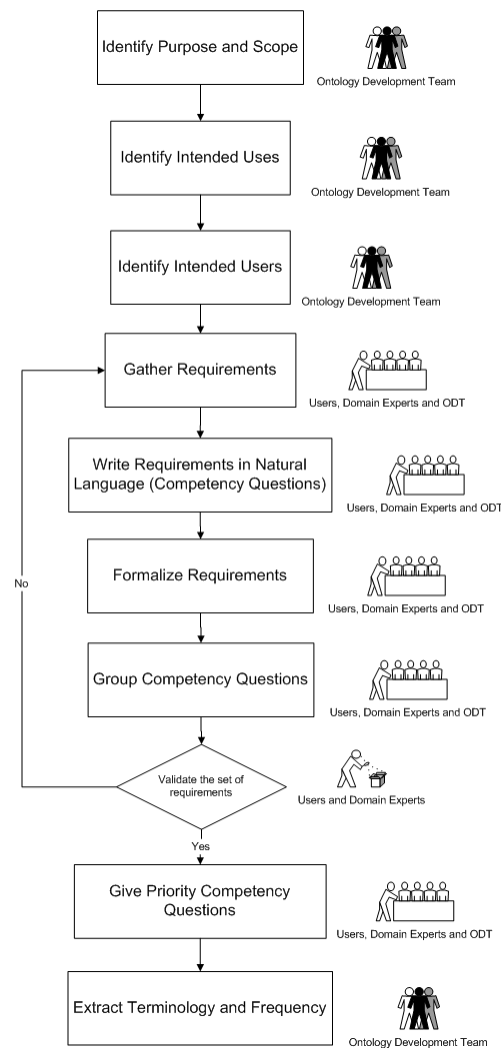 Identify Purpose and Scope
Ontology Development Team
Identify Intended Uses
Ontology Development Team
Identify Intended Users
Ontology Development Team
Gather Requirements
Users, Domain Experts and ODT
Write Requirements in Natural
Language (Competency Questions)
Users, Domain Experts and ODT
Formalize Requirements
Users, Domain Experts and ODT
No
Group Competency Questions
Users, Domain Experts and ODT
Validate the set of
requirements
Users and Domain Experts
Yes
Give Priority Competency
Questions
Users, Domain Experts and ODT
Extract Terminology and Frequency
Ontology Development Team